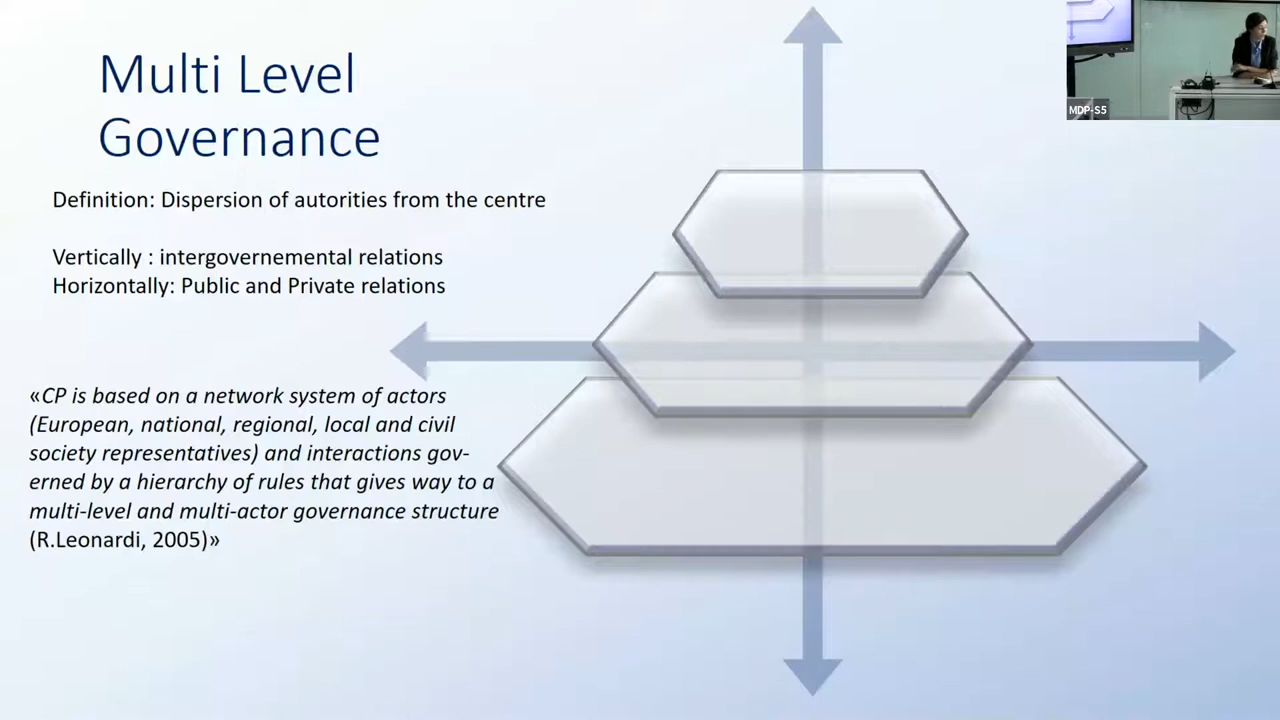 Multi Level
Governance
Definition: Dispersion of autorities from the centre
Vertically : intergovernemental relations
Horizontally: Public and Private relations
«CP is based on a network system of actors
(European, national, regional, local and civil
society representatives) and interactions gov-
erned by a hierarchy of rules that gives way to a
multi-level and multi-actor governance structure
(R.Leonardi, 2005)»
MDP-S5